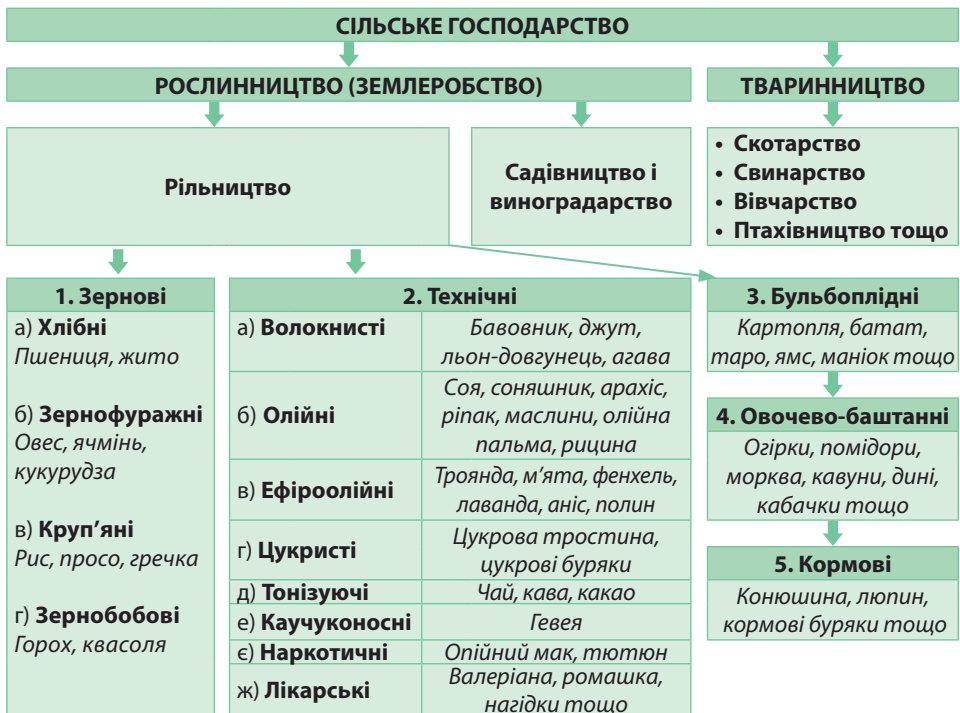 СІЛЬСЬКЕ ГОСПОДАРСТВО
РОСЛИННИЦТВО (ЗЕМЛЕРОБСТВО)
ТВАРИННИЦТВО
Рільництво
Садівництво і
виноградарство
• Скотарство
• Свинарство
• Вівчарство
• Птахівництво тощо
1. Зернові
а) Хлібні
Пшениця, жито
б) Зернофуражні
Овес, ячмінь,
кукурудза
в) Круп’яні
Рис, просо, гречка
г) Зернобобові
Горох, квасоля
2. Технічні
а) Волокнисті
Бавовник, джут,
льон-довгунець, агава
б) Олійні
Соя, соняшник, арахіс,
ріпак, маслини, олійна
пальма, рицина
в) Ефіроолійні
Троянда, м’ята, фенхель,
лаванда, аніс, полин
г) Цукристі
Цукрова тростина,
цукрові буряки
д) Тонізуючі
Чай, кава, какао
е) Каучуконосні
Гевея
є) Наркотичні
Опійний мак, тютюн
ж) Лікарські
Валеріана, ромашка,
нагідки тощо
3. Бульбоплідні
Картопля, батат,
таро, ямс, маніок тощо
4. Овочево-баштанні
Огірки, помідори,
морква, кавуни, дині,
кабачки тощо
5. Кормові
Конюшина, люпин,
кормові буряки тощо